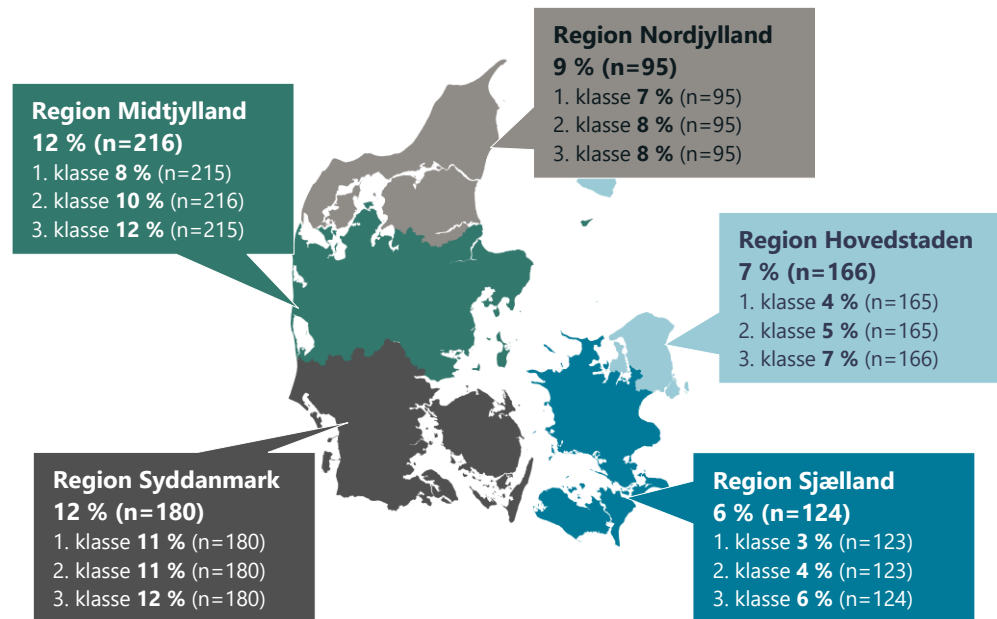 Region Nordjylland
9 % (n=95)
1. klasse 7 % (n=95)
2. klasse 8 % (n=95)
3. klasse 8 % (n=95)
Region Midtjylland
12 % (n=216)
1. klasse 8 % (n=215)
2. klasse 10 % (n=216)
3. klasse 12 % (n=215)
Region Hovedstaden
7 % (n=166)
1. klasse 4 % (n=165)
2. klasse 5 % (n=165)
3. klasse 7 % (n=166)
Region Syddanmark
12 % (n=180)
1. klasse 11 % (n=180)
2. klasse 11 % (n=180)
3. klasse 12 % (n=180)
Region Sjælland
6 % (n=124)
1. klasse 3 % (n=123)
2. klasse 4 % (n=123)
3. klasse 6 % (n=124)